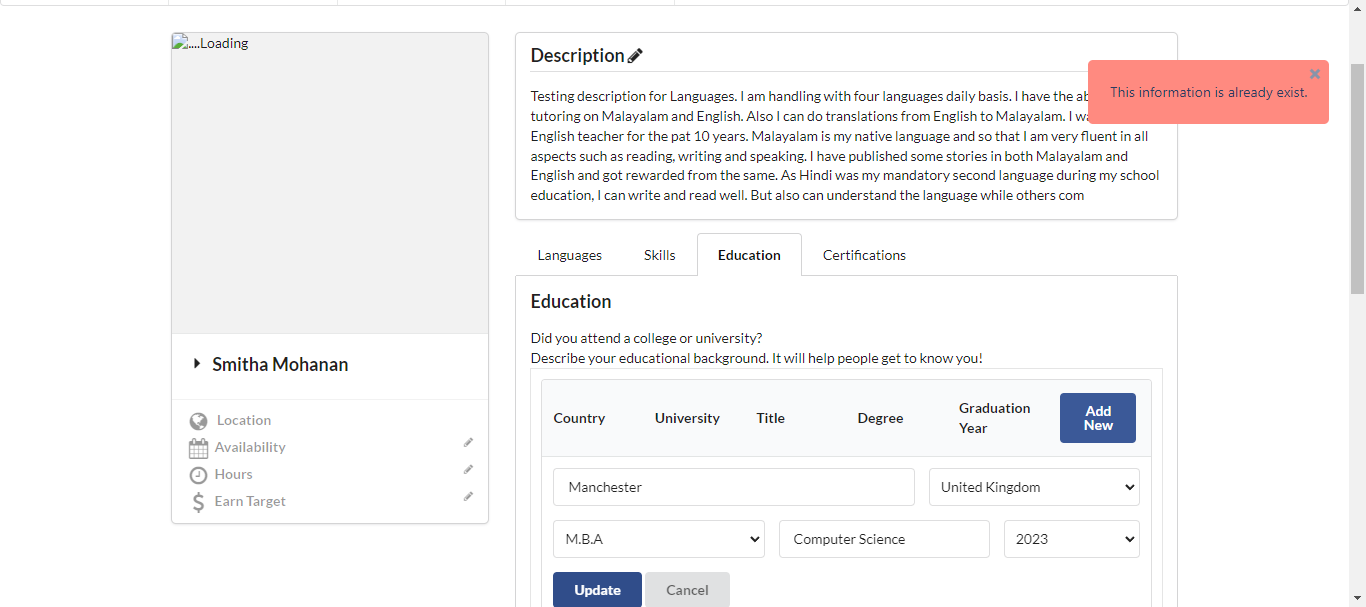 ....Loading
Smitha Mohanan
Location
Availability
Hours
Earn Target
Description
Testing description for Languages. I am handling with four languages daily basis. I have the ab
tutoring on Malayalam and English. Also I can do translations from English to Malayalam. I wa
English teacher for the pat 10 years. Malayalam is my native language and so that I am very fluent in all
aspects such as reading, writing and speaking. I have published some stories in both Malayalam and
English and got rewarded from the same. As Hindi was my mandatory second language during my school
education, I can write and read well. But also can understand the language while others com
This information is already exist.
Languages Skills Education Certifications
Education
Did you attend a college or university?
Describe your educational background. It will help people get to know you!
Country University Title Degree Graduation Year Add New
Manchester United Kingdom
M.B.A Computer Science 2023
Update Cancel